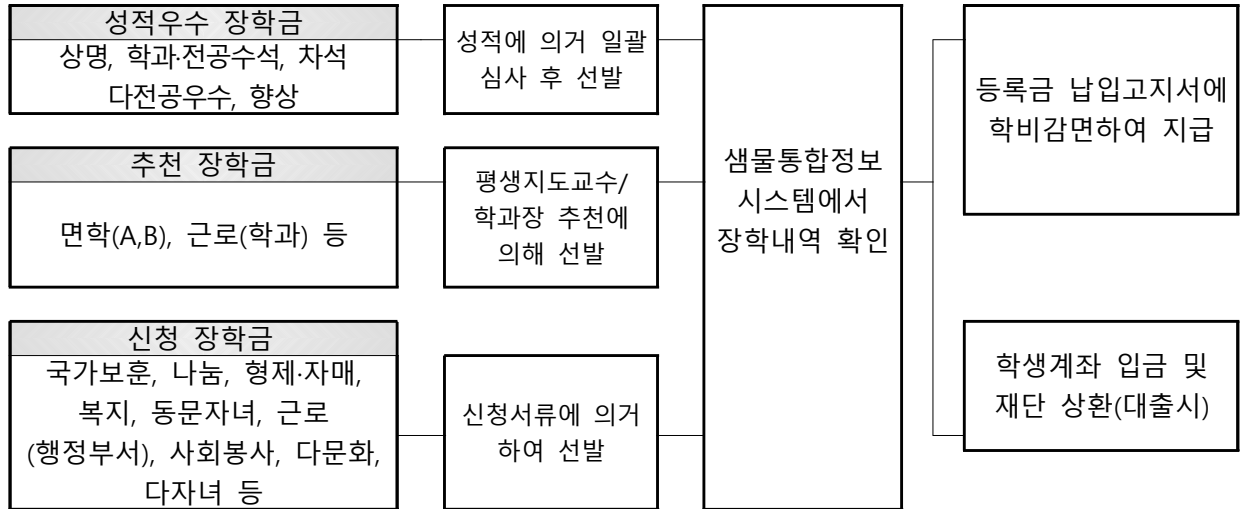 성적우수 장학금
상명, 학과·전공수석, 차석
다전공우수, 향상
성적에 의거 일괄
심사 후 선발
추천 장학금
면학(A,B), 근로(학과) 등
평생지도교수/
학과장 추천에
의해 선발
신청 장학금
국가보훈, 나눔, 형제·자매,
복지, 동문자녀, 근로
(행정부서), 사회봉사, 다문화,
다자녀 등
신청서류에 의거
하여 선발
샘물통합정보
시스템에서
장학내역 확인
등록금 납입고지서에
학비감면하여 지급
학생계좌 입금 및
재단 상환(대출시)